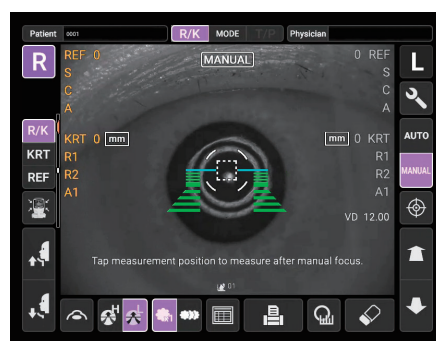 Patient 0001 R/K MODE T/P Physician
R REF 0 MANUAL 0 REF L
S S
C C
A A
R/K KRT 0 mm mm 0 KRT AUTO
KRT R1 R1
REF R2 R2 MANUAL
A1 A1
VD 12.00
Tap measurement position to measure after manual focus.
01
H L